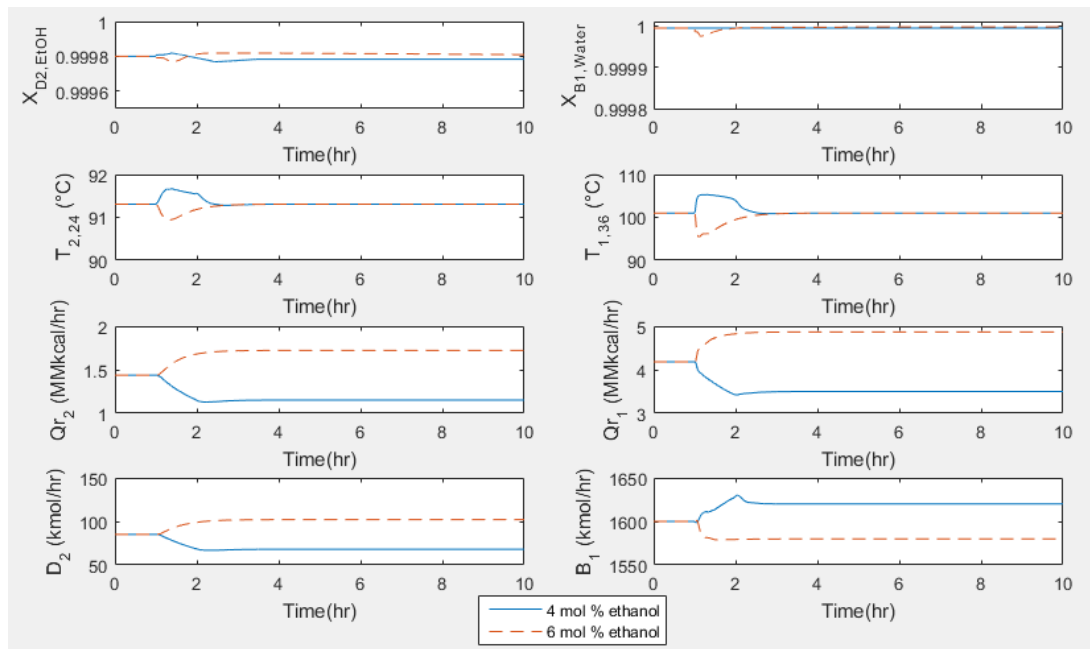 X_D2,EtOH
1
0.9998
0.9996
0 2 4 6 8 10
Time(hr)
X_B1,Water
1
0.9999
0.9998
0 2 4 6 8 10
Time(hr)
T_2,24 (°C)
92
91
90
0 2 4 6 8 10
Time(hr)
T_1,36 (°C)
110
100
90
0 2 4 6 8 10
Time(hr)
Qr_2 (MMkcal/hr)
2
1.5
1
0 2 4 6 8 10
Time(hr)
Qr_1 (MMkcal/hr)
5
4
3
0 2 4 6 8 10
Time(hr)
D_2 (kmol/hr)
150
100
50
0 2 4 6 8 10
Time(hr)
B_1 (kmol/hr)
1650
1600
1550
0 2 4 6 8 10
Time(hr)
4 mol % ethanol
6 mol % ethanol